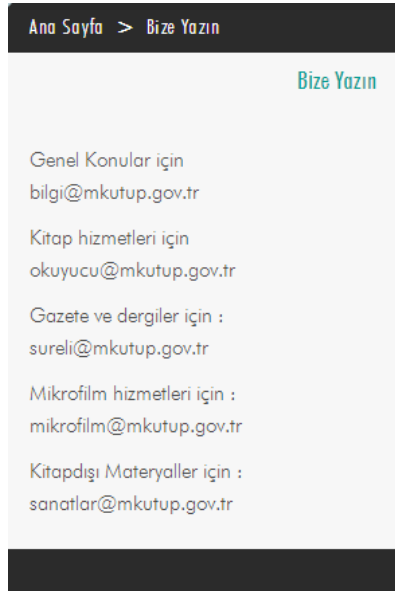 Ana Sayfa > Bize Yazın
Bize Yazın
Genel Konular için
bilgi@mkutup.gov.tr
Kitap hizmetleri için
okuyucu@mkutup.gov.tr
Gazete ve dergiler için :
sureli@mkutup.gov.tr
Mikrofilm hizmetleri için :
mikrofilm@mkutup.gov.tr
Kitapdışı Materyaller için :
sanatlar@mkutup.gov.tr